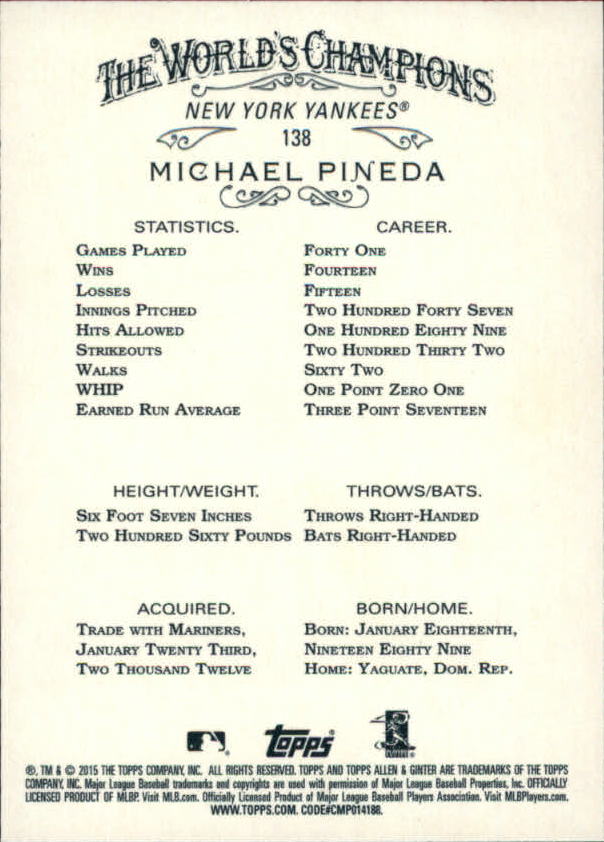 THE WORLD'S CHAMPIONS
NEW YORK YANKEES®
138
MICHAEL PINEDA
STATISTICS. CAREER.
GAMES PLAYED FORTY ONE
WINS FOURTEEN
LOSSES FIFTEEN
INNINGS PITCHED TWO HUNDRED FORTY SEVEN
HITS ALLOWED ONE HUNDRED EIGHTY NINE
STRIKEOUTS TWO HUNDRED THIRTY TWO
WALKS SIXTY TWO
WHIP ONE POINT ZERO ONE
EARNED RUN AVERAGE THREE POINT SEVENTEEN
HEIGHT/WEIGHT. THROWS/BATS.
SIX FOOT SEVEN INCHES THROWS RIGHT-HANDED
TWO HUNDRED SIXTY POUNDS BATS RIGHT-HANDED
ACQUIRED. BORN/HOME.
TRADE WITH MARINERS, BORN: JANUARY EIGHTEENTH,
JANUARY TWENTY THIRD, NINETEEN EIGHTY NINE
TWO THOUSAND TWELVE HOME: YAGUATE, DOM. REP.
Topps
®, TM & © 2015 THE TOPPS COMPANY, INC. ALL RIGHTS RESERVED. TOPPS AND TOPPS ALLEN & GINTER ARE TRADEMARKS OF THE TOPPS
COMPANY, INC. Major League Baseball trademarks and copyrights are used with permission of Major League Baseball Properties, Inc. OFFICIALLY
LICENSED PRODUCT OF MLBP. Visit MLB.com. Officially Licensed Product of Major League Baseball Players Association. Visit MLBPlayers.com.
WWW.TOPPS.COM. CODE#CMP014188.